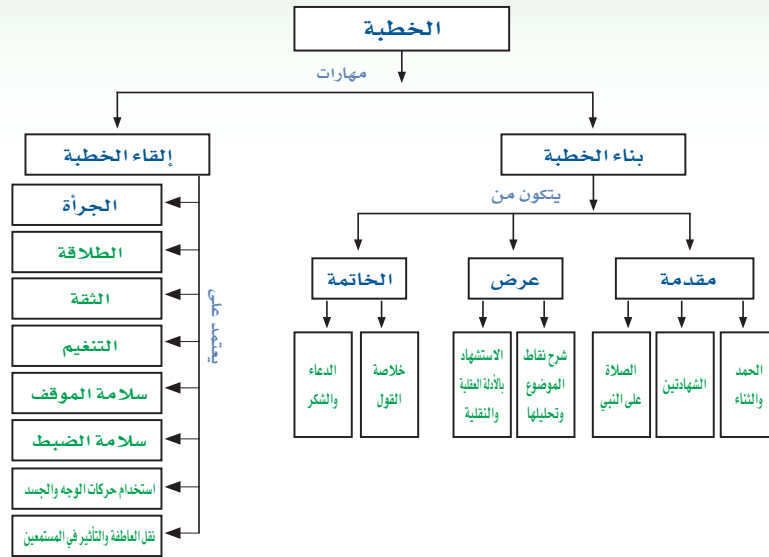 الخطبة
مهارات
بناء الخطبة
إلقاء الخطبة
يتكون من
مقدمة
عرض
الخاتمة
الحمد
والثناء
الشهادتين
الصلاة
على النبي
شرح نقاط
الموضوع
وتحليلها
الاستشهاد
بالأدلة العقلية
والنقلية
خلاصة
القول
الدعاء
والشكر
يعتمد على
الجرأة
الطلاقة
الثقة
التنغيم
سلامة الموقف
سلامة الضبط
استخدام حركات الوجه والجسد
نقل العاطفة والتأثير في المستمعين